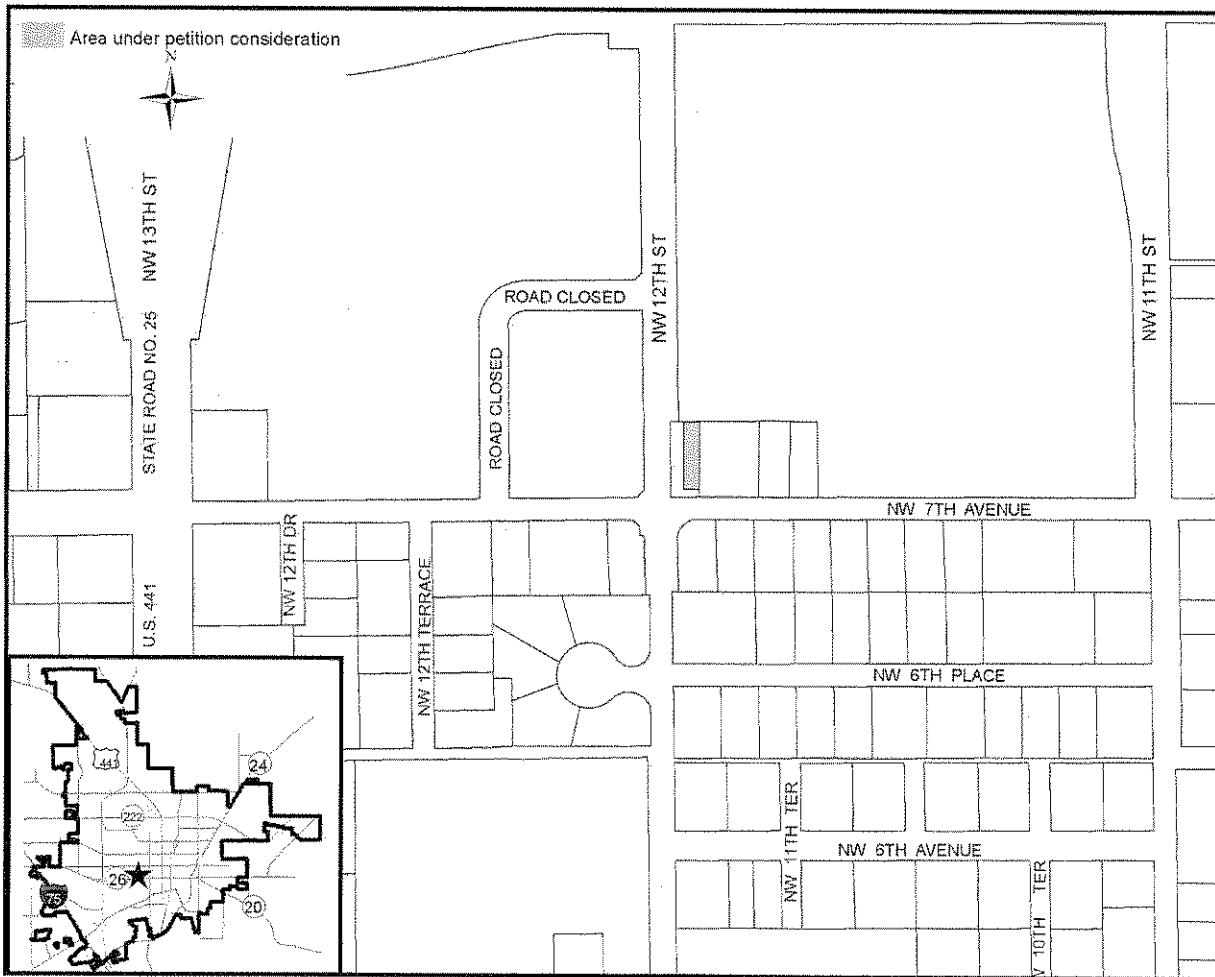 Area under petition consideration
N
STATE ROAD NO. 25 NW 13TH ST
ROAD CLOSED
ROAD CLOSED
NW 12TH ST
NW 11TH ST
NW 7TH AVENUE
U.S. 441
NW 12TH DR
NW 12TH TERRACE
NW 6TH PLACE
NW 11TH TER
NW 6TH AVENUE
10TH TER
441
24
222
26
75
20